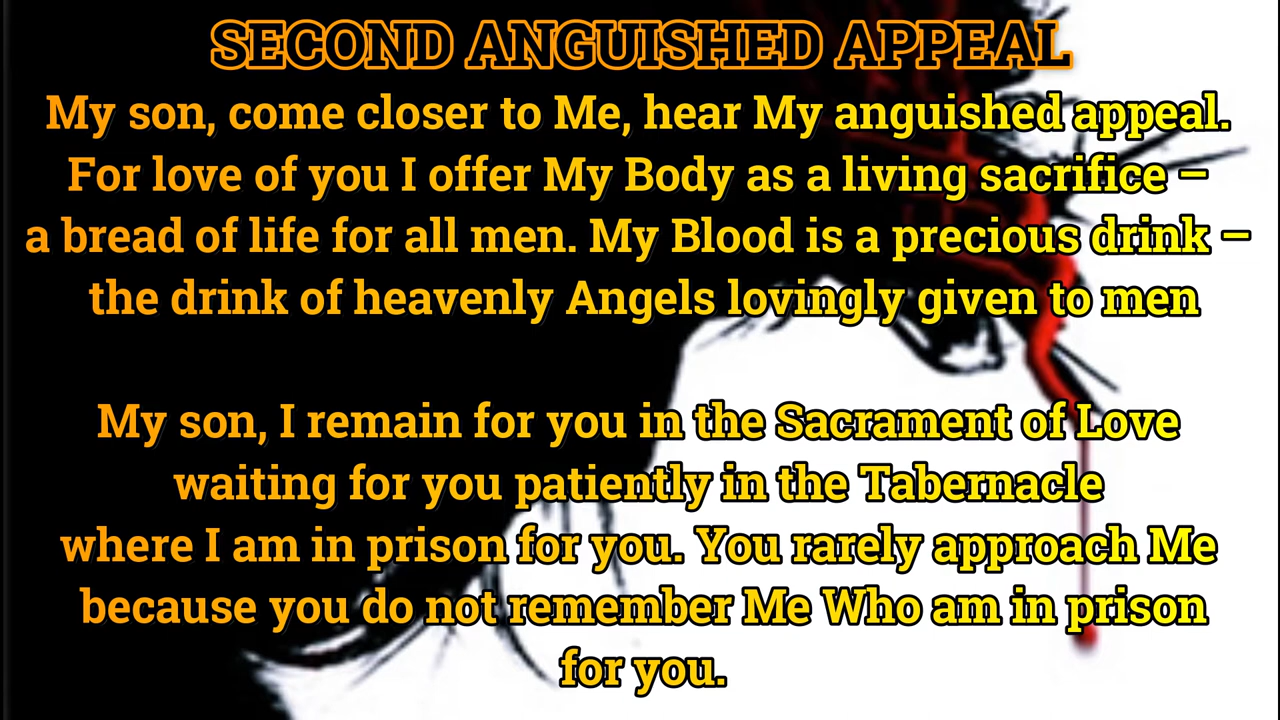 SECOND ANGUISHED APPEAL
My son, come closer to Me, hear My anguished appeal.
For love of you I offer My Body as a living sacrifice –
a bread of life for all men. My Blood is a precious drink –
the drink of heavenly Angels lovingly given to men
My son, I remain for you in the Sacrament of Love
waiting for you patiently in the Tabernacle
where I am in prison for you. You rarely approach Me
because you do not remember Me Who am in prison
for you.